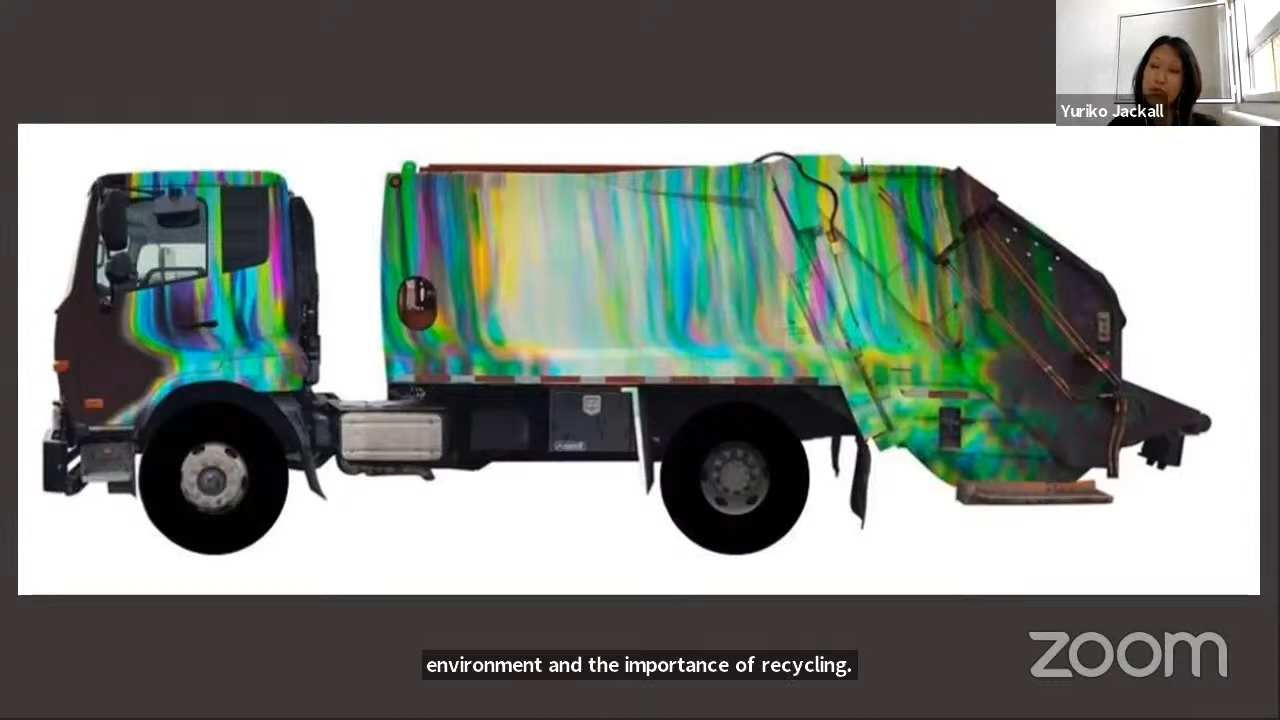 Yuriko Jackall
environment and the importance of recycling.
zoom